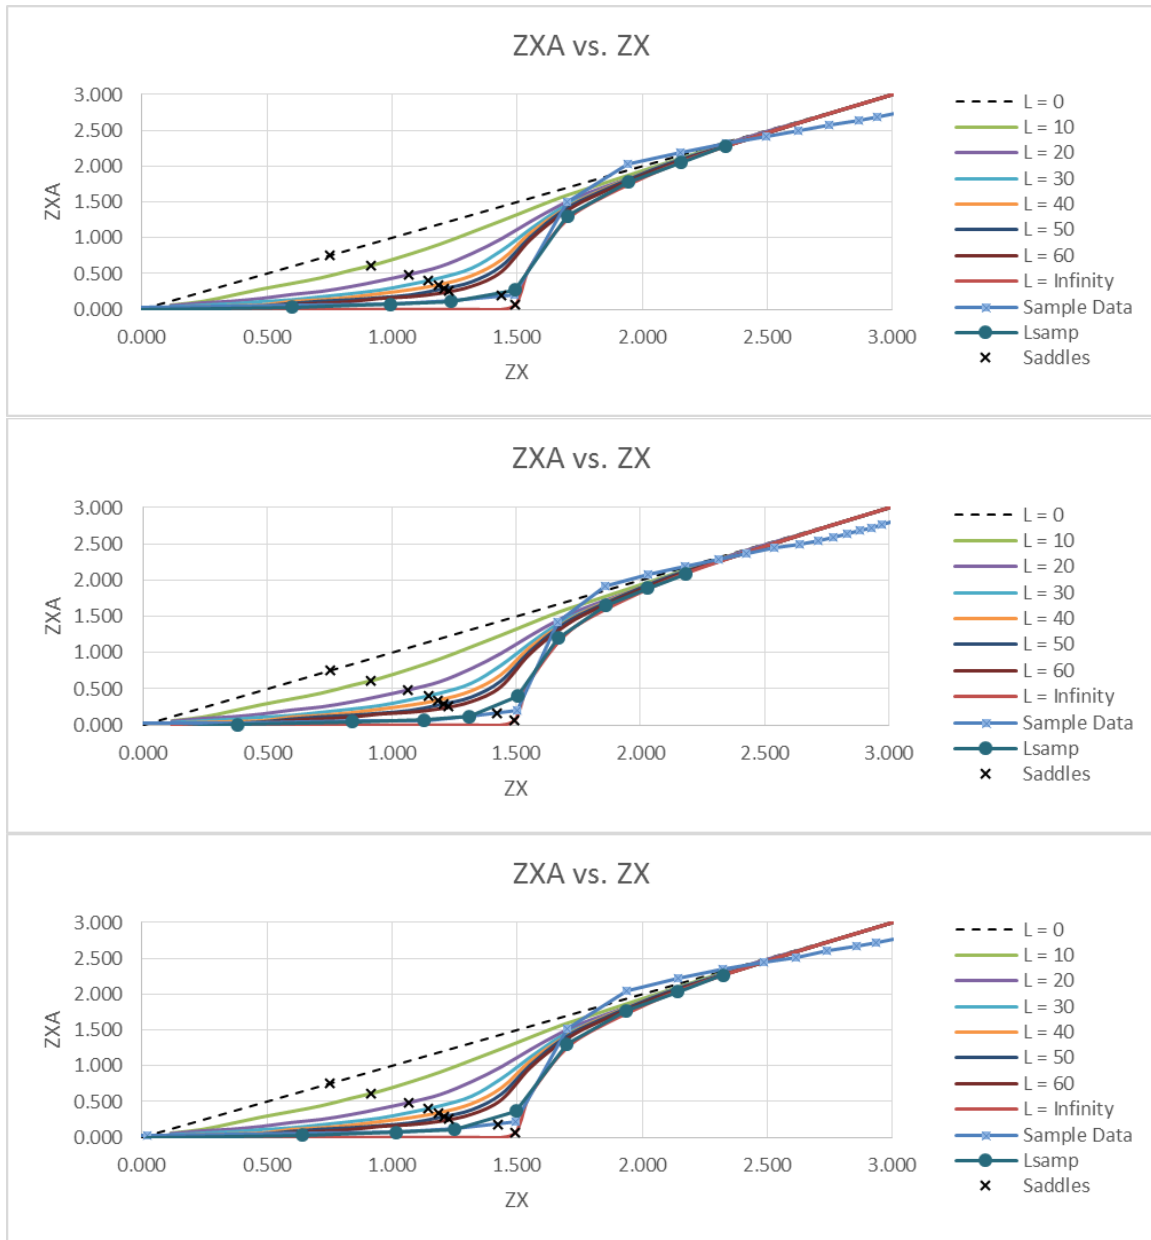 ZXA vs. ZX
3.000
2.500
2.000
1.500
1.000
0.500
0.000
ZXA
0.000 0.500 1.000 1.500 2.000 2.500 3.000
ZX
L = 0
L = 10
L = 20
L = 30
L = 40
L = 50
L = 60
L = Infinity
Sample Data
Lsamp
Saddles
ZXA vs. ZX
3.000
2.500
2.000
1.500
1.000
0.500
0.000
ZXA
0.000 0.500 1.000 1.500 2.000 2.500 3.000
ZX
L = 0
L = 10
L = 20
L = 30
L = 40
L = 50
L = 60
L = Infinity
Sample Data
Lsamp
Saddles
ZXA vs. ZX
3.000
2.500
2.000
1.500
1.000
0.500
0.000
ZXA
0.000 0.500 1.000 1.500 2.000 2.500 3.000
ZX
L = 0
L = 10
L = 20
L = 30
L = 40
L = 50
L = 60
L = Infinity
Sample Data
Lsamp
Saddles